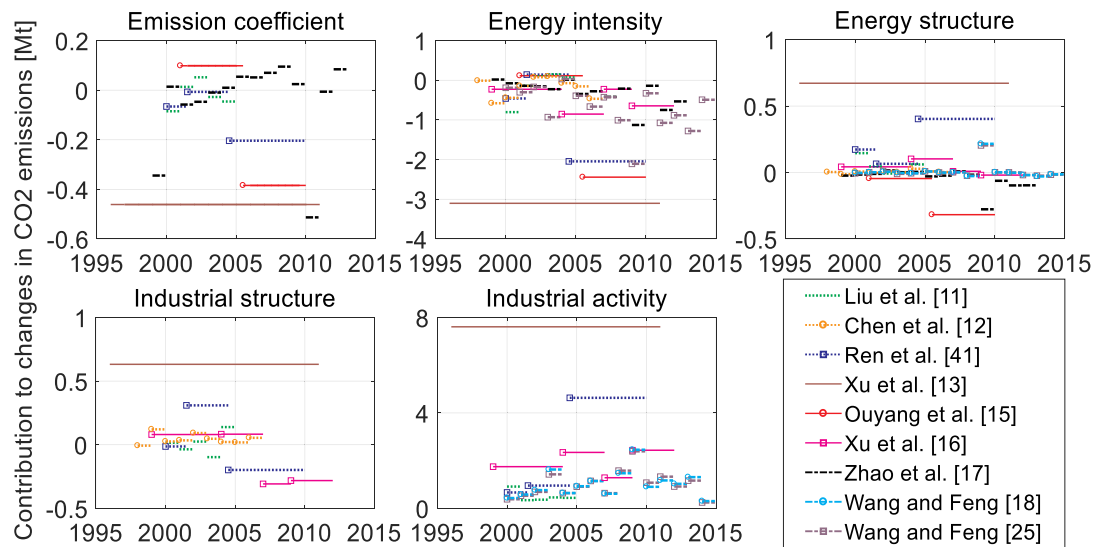 Contribution to changes in CO2 emissions [Mt]
Emission coefficient
0.2
0
-0.2
-0.4
-0.6
1995 2000 2005 2010 2015
Energy intensity
1
0
-1
-2
-3
-4
1995 2000 2005 2010 2015
Energy structure
1
0.5
0
-0.5
1995 2000 2005 2010 2015
Industrial structure
1
0.5
0
-0.5
1995 2000 2005 2010 2015
Industrial activity
8
4
0
1995 2000 2005 2010 2015
Liu et al. [11]
Chen et al. [12]
Ren et al. [41]
Xu et al. [13]
Ouyang et al. [15]
Xu et al. [16]
Zhao et al. [17]
Wang and Feng [18]
Wang and Feng [25]